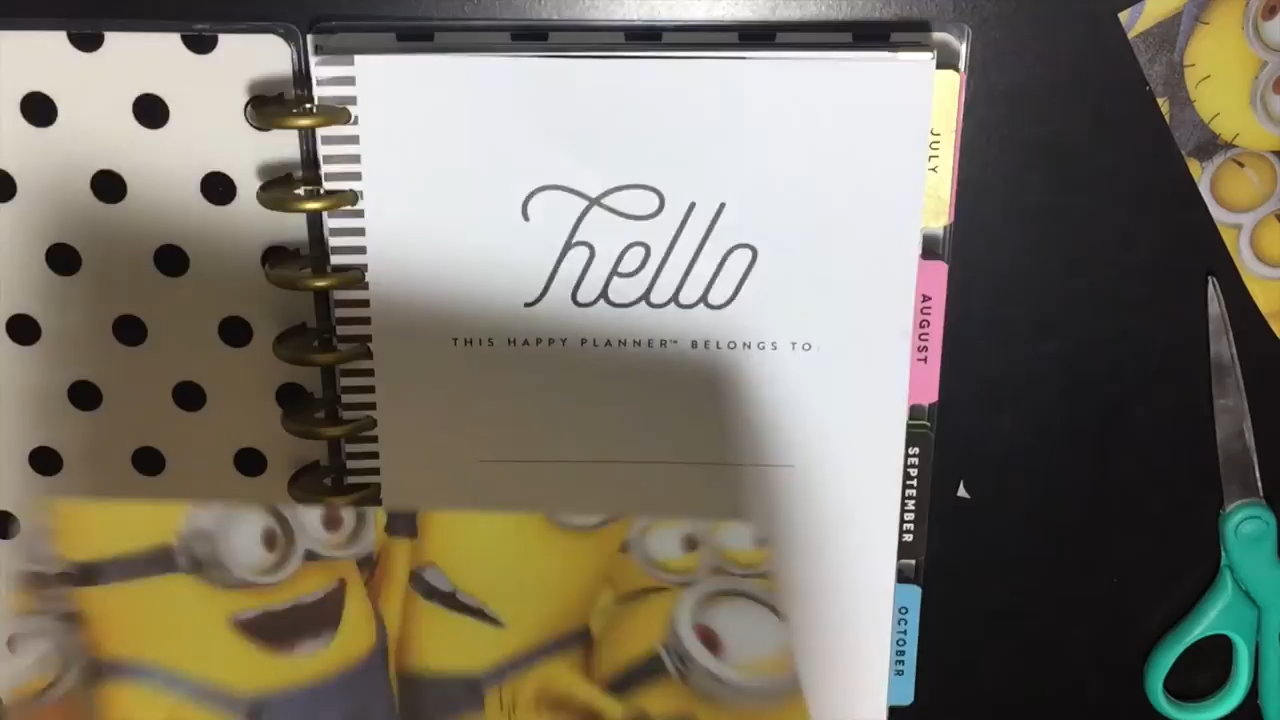 hello
THIS HAPPY PLANNER™ BELONGS TO:
JULY
AUGUST
SEPTEMBER
OCTOBER